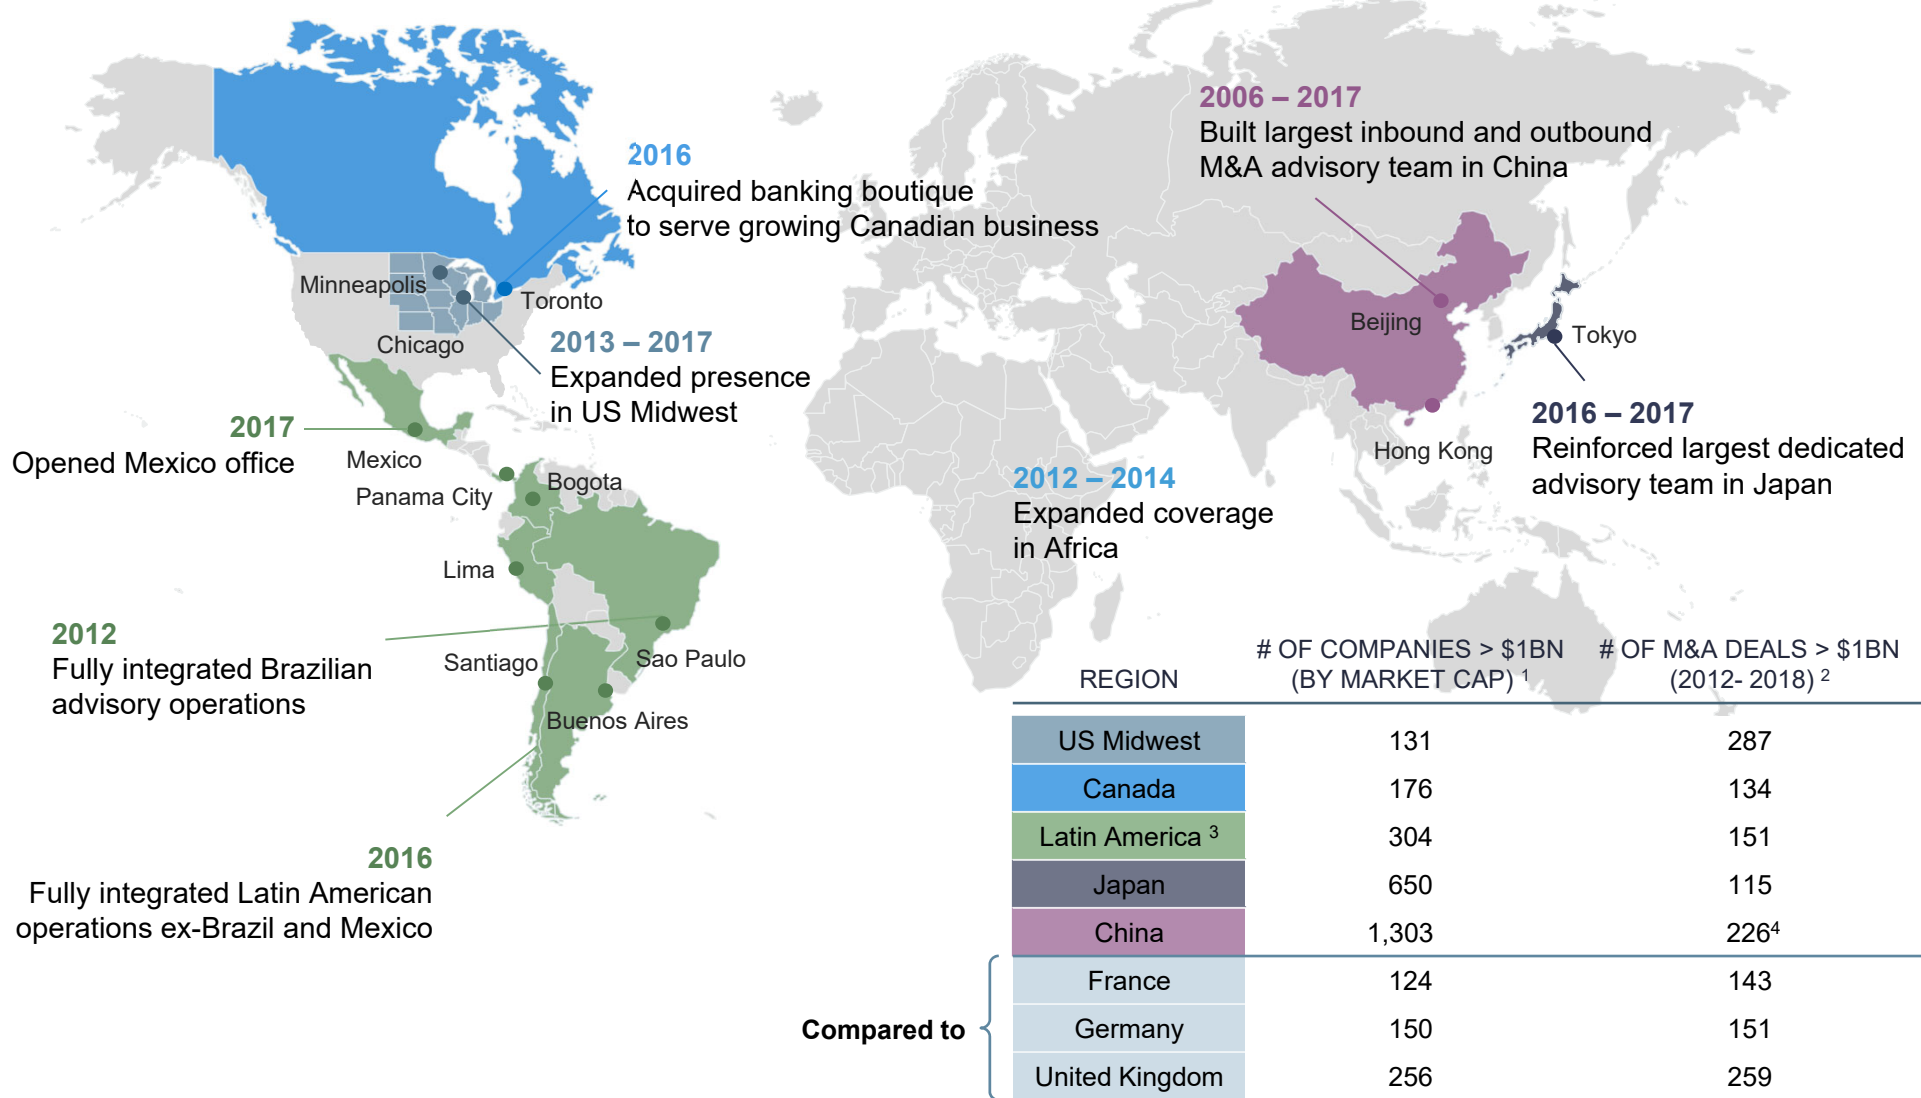 2016
Acquired banking boutique
to serve growing Canadian business
2006 – 2017
Built largest inbound and outbound
M&A advisory team in China
Minneapolis
Toronto
Chicago
2013 – 2017
Expanded presence
in US Midwest
Beijing
Tokyo
Hong Kong
2016 – 2017
Reinforced largest dedicated
advisory team in Japan
2017
Opened Mexico office
Mexico
Panama City
Bogota
2012 – 2014
Expanded coverage
in Africa
Lima
2012
Fully integrated Brazilian
advisory operations
Santiago
Sao Paulo
Buenos Aires
2016
Fully integrated Latin American
operations ex-Brazil and Mexico
REGION
# OF COMPANIES > $1BN
(BY MARKET CAP) 1
# OF M&A DEALS > $1BN
(2012- 2018) 2
US Midwest 131 287
Canada 176 134
Latin America 3 304 151
Japan 650 115
China 1,303 2264
Compared to
France 124 143
Germany 150 151
United Kingdom 256 259